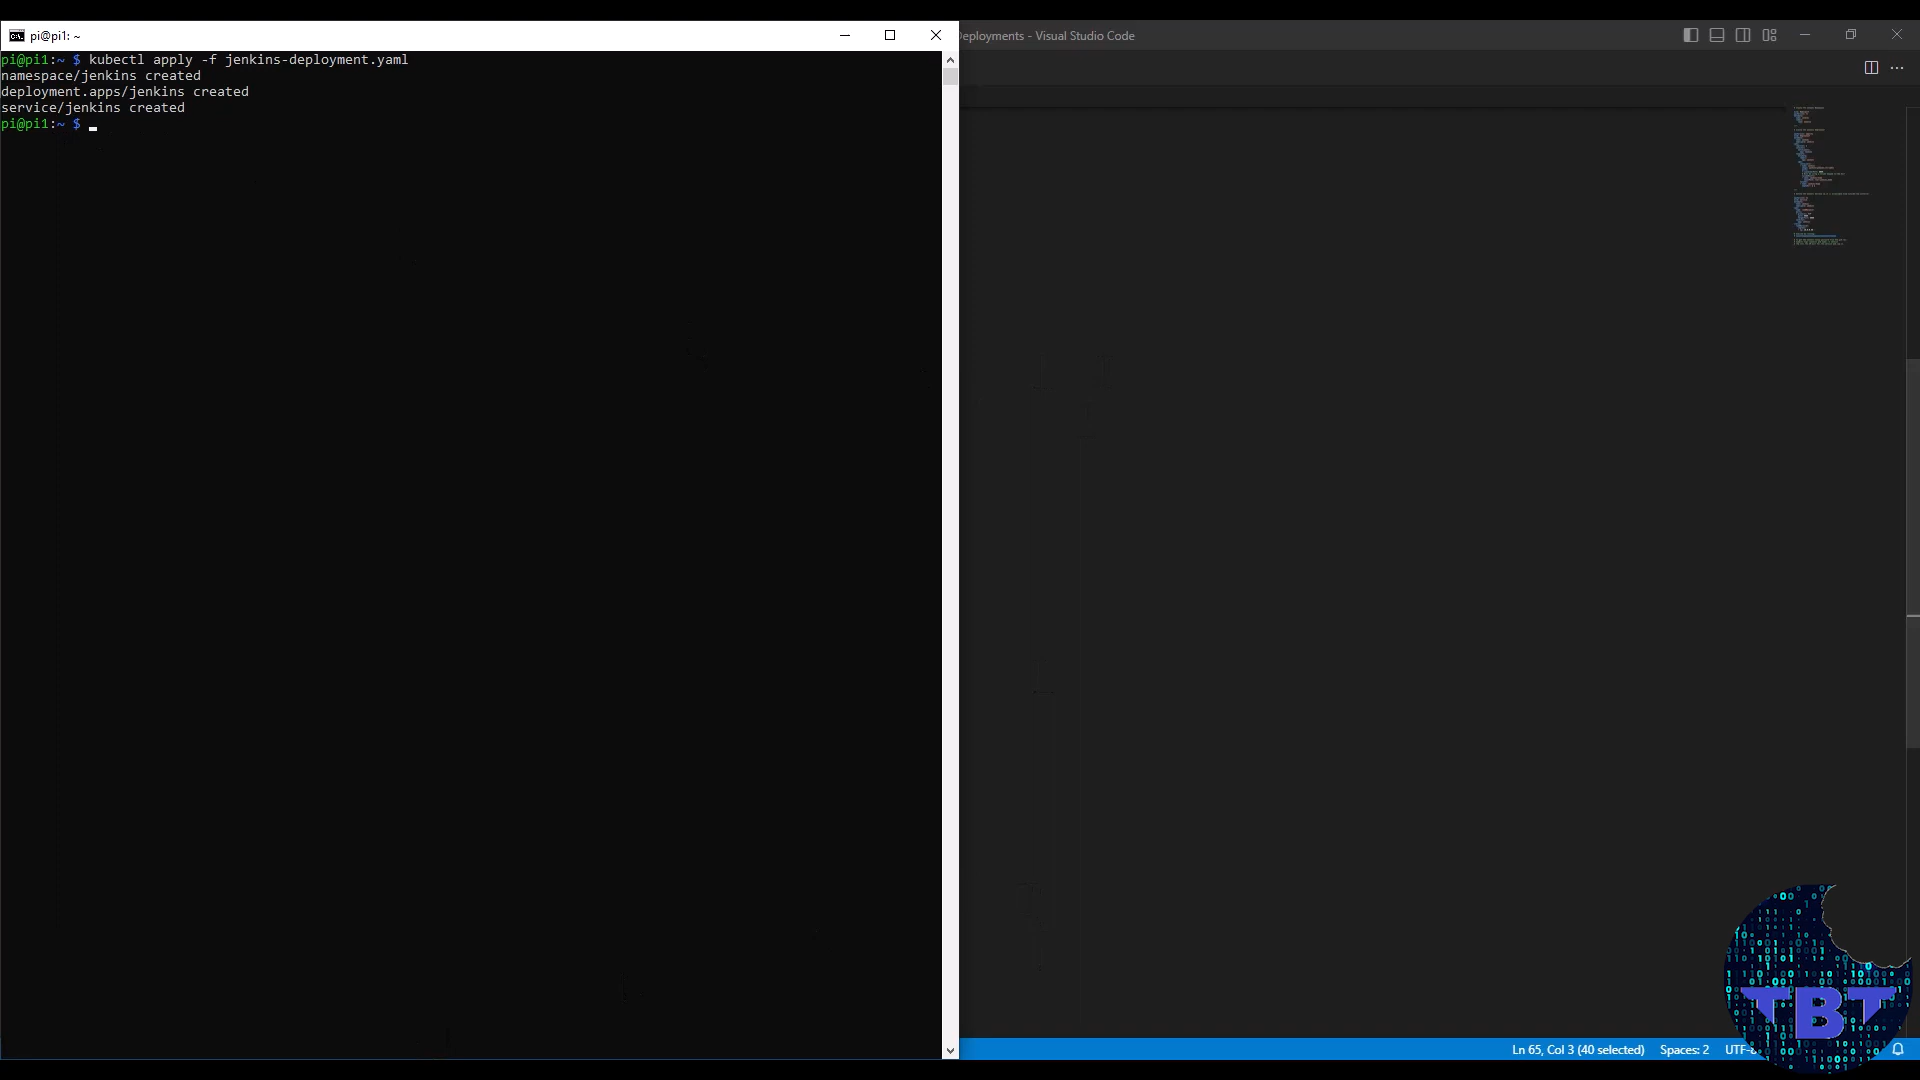 pi@pi1: ~
pi@pi1:~ $ kubectl apply -f jenkins-deployment.yaml
namespace/jenkins created
deployment.apps/jenkins created
service/jenkins created
pi@pi1:~ $
Deployments - Visual Studio Code
Ln 65, Col 3 (40 selected)
Spaces: 2
TBT